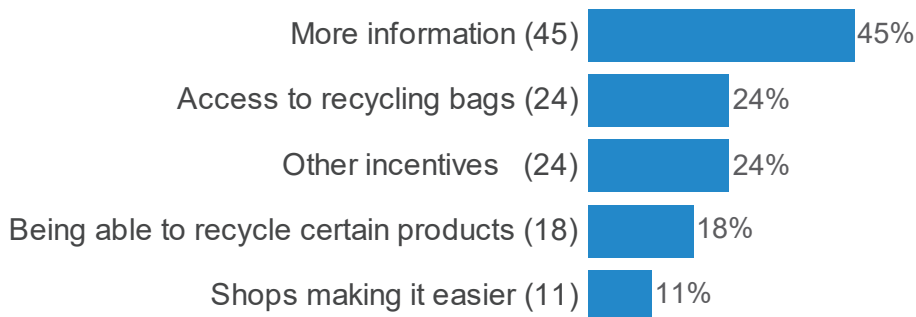 More information (45) 45%
Access to recycling bags (24) 24%
Other incentives (24) 24%
Being able to recycle certain products (18) 18%
Shops making it easier (11) 11%